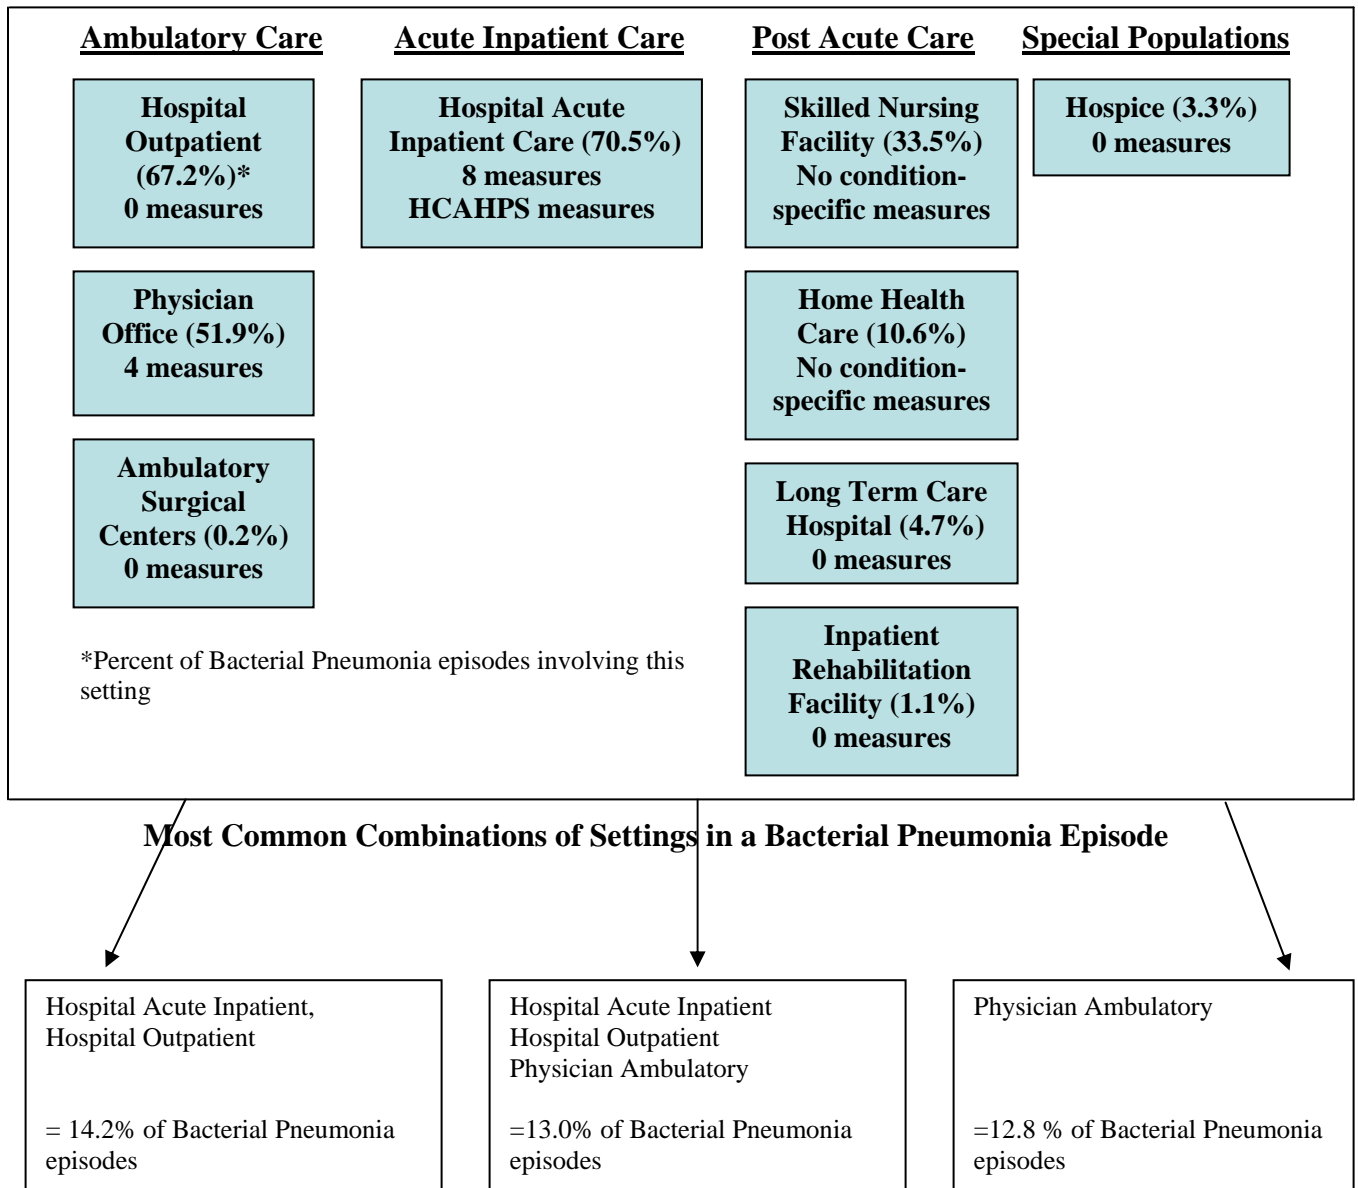 Ambulatory Care
Hospital
Outpatient
(67.2%)*
0 measures
Physician
Office (51.9%)
4 measures
Ambulatory
Surgical
Centers (0.2%)
0 measures
*Percent of Bacterial Pneumonia episodes involving this
setting
Acute Inpatient Care
Hospital Acute
Inpatient Care (70.5%)
8 measures
HCAHPS measures
Post Acute Care
Skilled Nursing
Facility (33.5%)
No condition-
specific measures
Home Health
Care (10.6%)
No condition-
specific measures
Long Term Care
Hospital (4.7%)
0 measures
Inpatient
Rehabilitation
Facility (1.1%)
0 measures
Special Populations
Hospice (3.3%)
0 measures
Most Common Combinations of Settings in a Bacterial Pneumonia Episode
Hospital Acute Inpatient,
Hospital Outpatient
= 14.2% of Bacterial Pneumonia
episodes
Hospital Acute Inpatient
Hospital Outpatient
Physician Ambulatory
=13.0% of Bacterial Pneumonia
episodes
Physician Ambulatory
=12.8 % of Bacterial Pneumonia
episodes